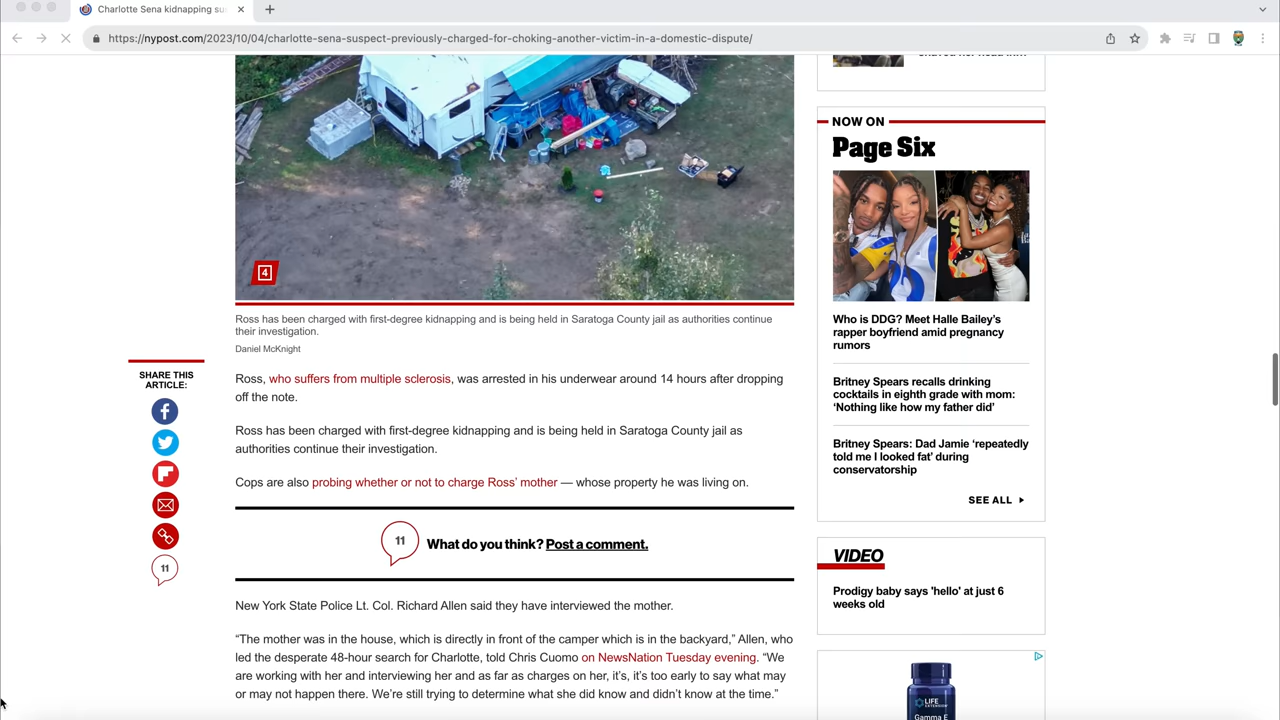 Charlotte Sena kidnapping su
https://nypost.com/2023/10/04/charlotte-sena-suspect-previously-charged-for-choking-another-victim-in-a-domestic-dispute/
4
Ross has been charged with first-degree kidnapping and is being held in Saratoga County jail as authorities continue
their investigation.
Daniel McKnight
SHARE THIS
ARTICLE:
11
Ross, who suffers from multiple sclerosis, was arrested in his underwear around 14 hours after dropping
off the note.
Ross has been charged with first-degree kidnapping and is being held in Saratoga County jail as
authorities continue their investigation.
Cops are also probing whether or not to charge Ross’ mother — whose property he was living on.
11 What do you think? Post a comment.
New York State Police Lt. Col. Richard Allen said they have interviewed the mother.
“The mother was in the house, which is directly in front of the camper which is in the backyard,” Allen, who
led the desperate 48-hour search for Charlotte, told Chris Cuomo on NewsNation Tuesday evening. “We
are working with her and interviewing her and as far as charges on her, it’s, it’s too early to say what may
or may not happen there. We’re still trying to determine what she did know and didn’t know at the time.”
NOW ON
Page Six
Who is DDG? Meet Halle Bailey’s
rapper boyfriend amid pregnancy
rumors
Britney Spears recalls drinking
cocktails in eighth grade with mom:
‘Nothing like how my father did’
Britney Spears: Dad Jamie ‘repeatedly
told me I looked fat’ during
conservatorship
SEE ALL
VIDEO
Prodigy baby says 'hello' at just 6
weeks old
LIFE
EXTENSION
Gamma E